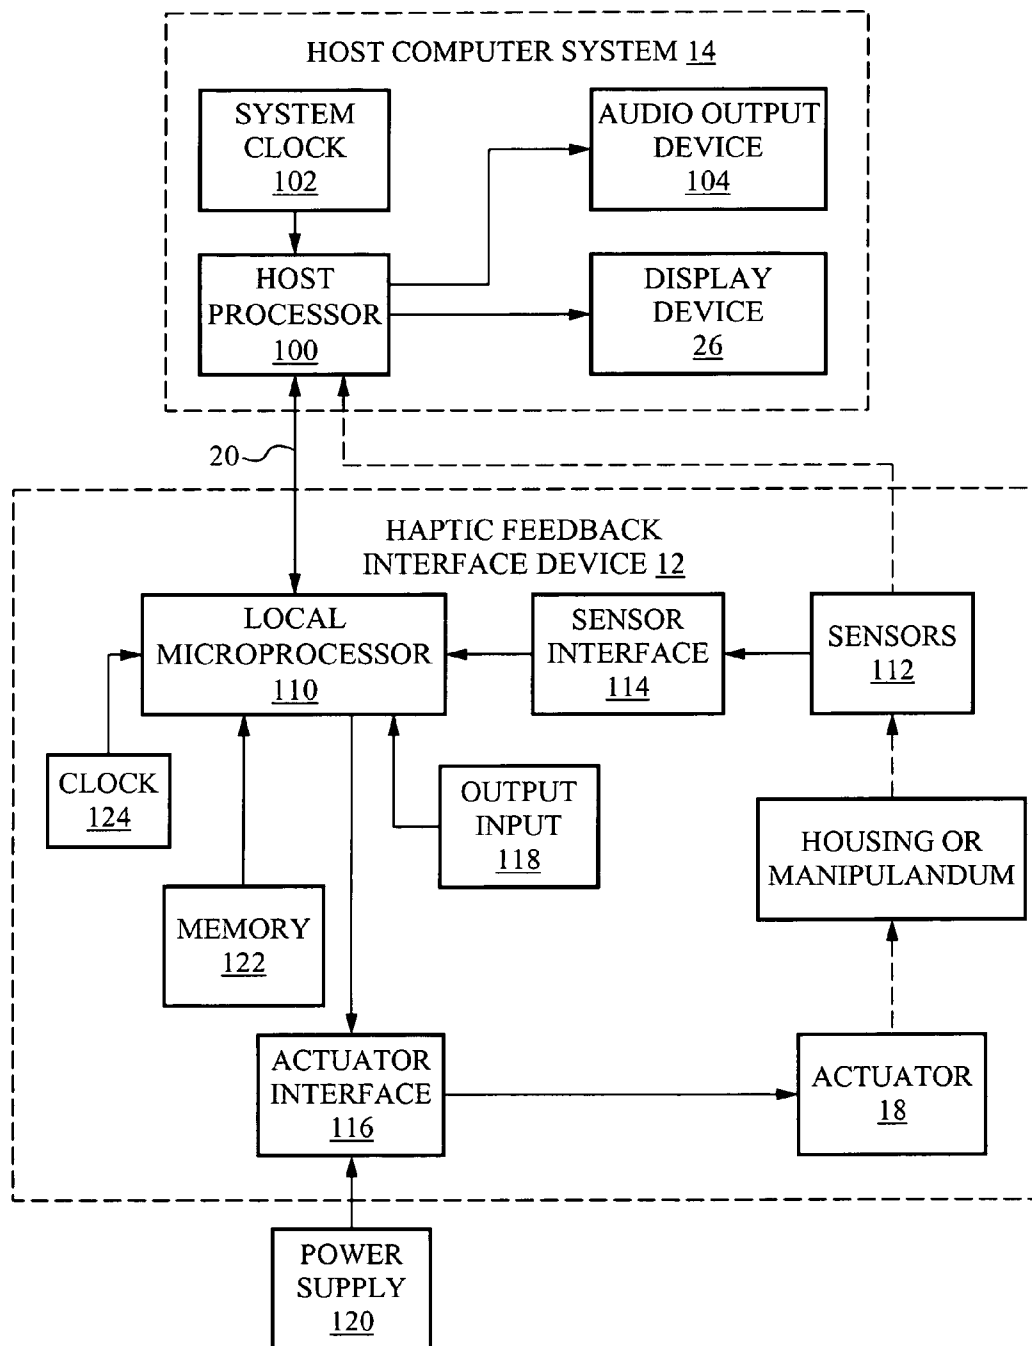 HOST COMPUTER SYSTEM 14
SYSTEM
CLOCK
102
AUDIO OUTPUT
DEVICE
104
HOST
PROCESSOR
100
DISPLAY
DEVICE
26
20
HAPTIC FEEDBACK
INTERFACE DEVICE 12
LOCAL
MICROPROCESSOR
110
SENSOR
INTERFACE
114
SENSORS
112
CLOCK
124
OUTPUT
INPUT
118
HOUSING OR
MANIPULANDUM
MEMORY
122
ACTUATOR
INTERFACE
116
ACTUATOR
18
POWER
SUPPLY
120